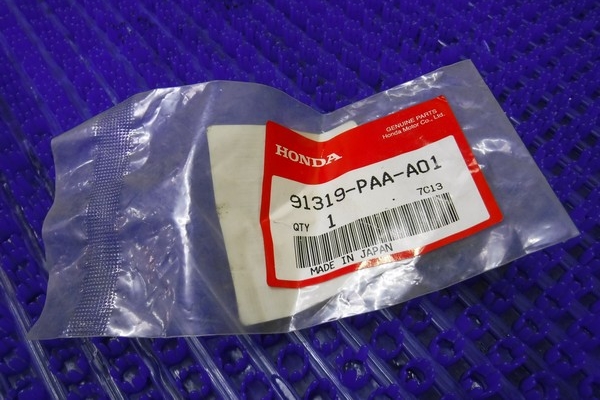 GENUINE PARTS
Honda Motor Co., Ltd.
HONDA
91319-PAA-A01
7C13
QTY 1
MADE IN JAPAN